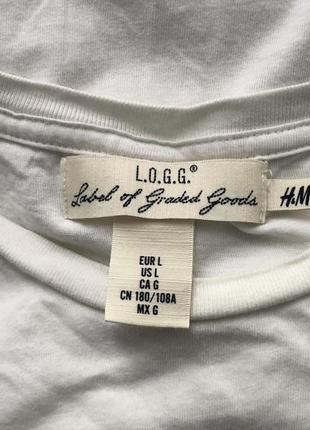 L.O.G.G.®
Label of Graded Goods
H&M
EUR L
US L
CA G
CN 180/108A
MX G